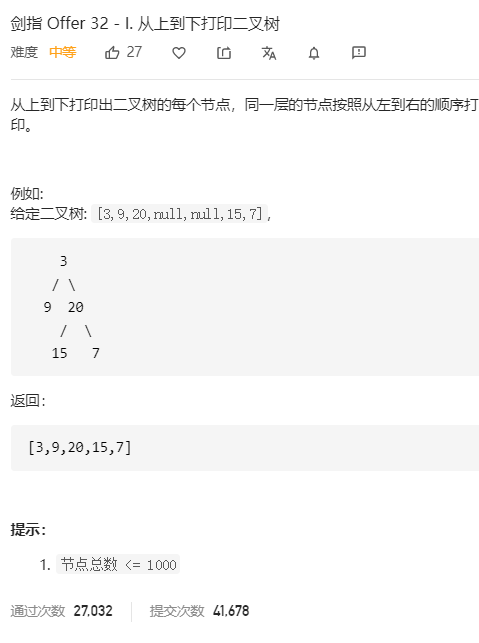 剑指 Offer 32 - I. 从上到下打印二叉树
难度 中等 27
从上到下打印出二叉树的每个节点，同一层的节点按照从左到右的顺序打
印。
例如:
给定二叉树: [3,9,20,null,null,15,7],
3
/ \
9 20
/ \
15 7
返回：
[3,9,20,15,7]
提示：
1. 节点总数 <= 1000
通过次数 27,032 提交次数 41,678